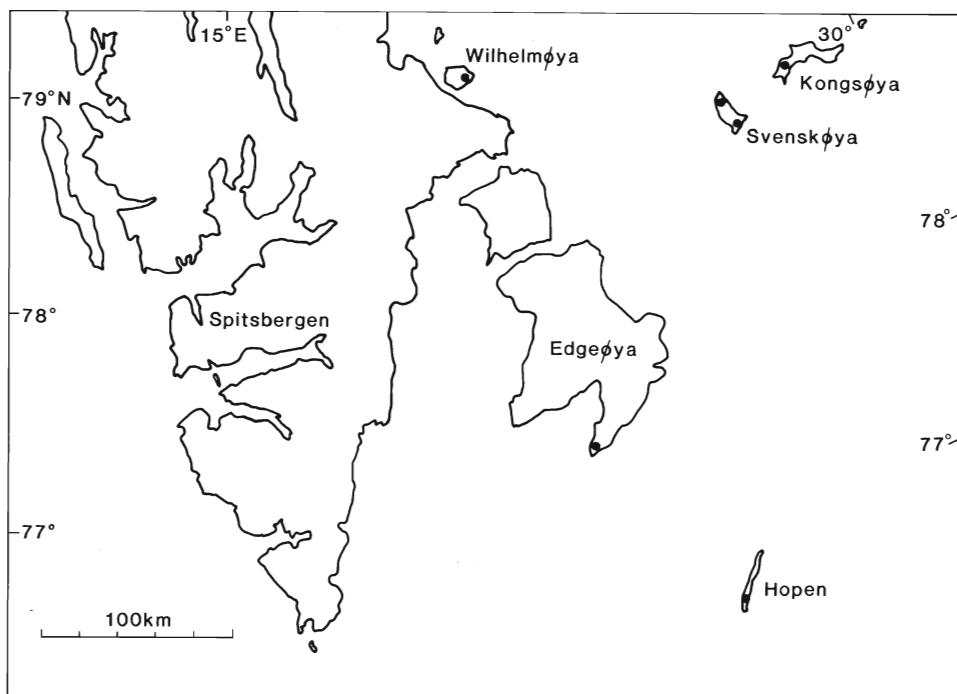 15°E
30°
Wilhelmøya
Kongsøya
79°N
Svenskøya
78°
78°
Spitsbergen
Edgeøya
77°
77°
Hopen
100km